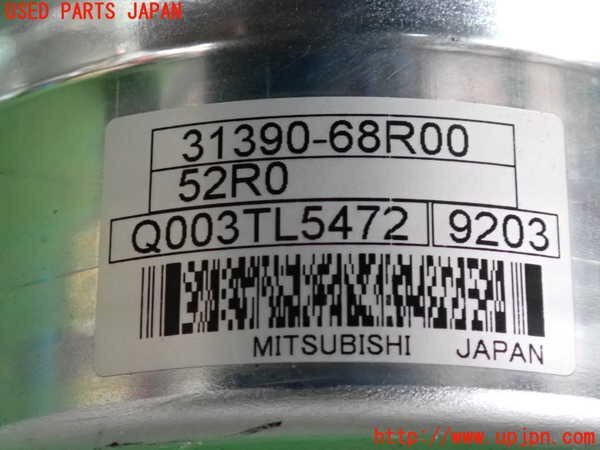 USED PARTS JAPAN
31390-68R00
52R0
Q003TL5472 9203
MITSUBISHI JAPAN
http://www.upjpn.com/